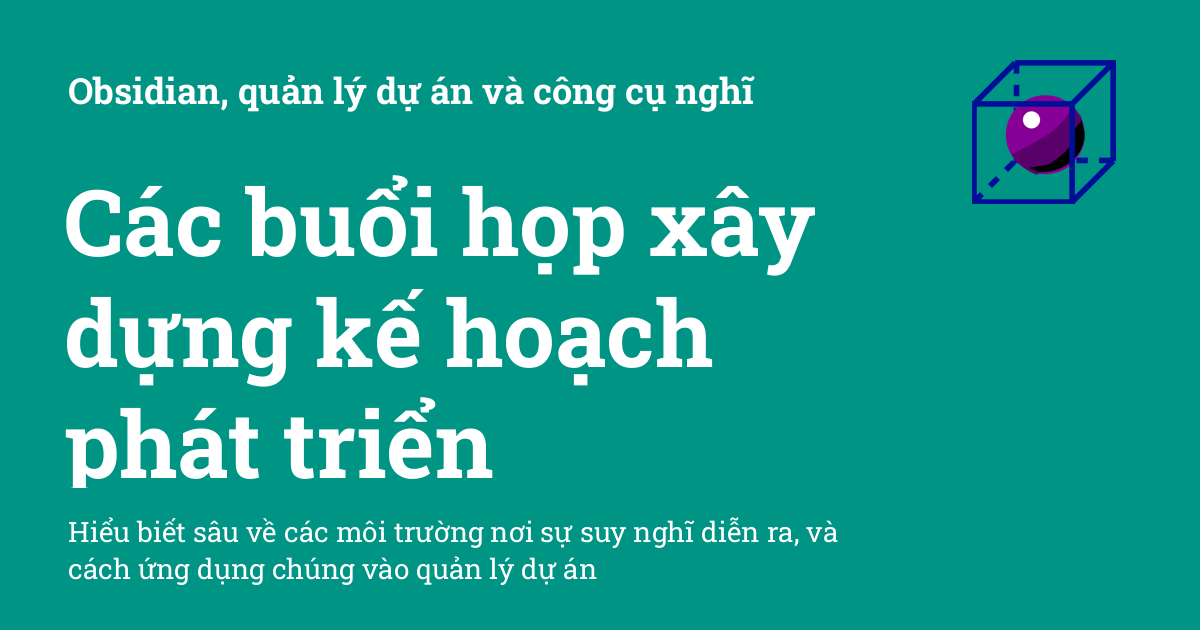 Obsidian, quản lý dự án và công cụ nghĩ
Các buổi họp xây
dựng kế hoạch
phát triển
Hiểu biết sâu về các môi trường nơi sự suy nghĩ diễn ra, và
cách ứng dụng chúng vào quản lý dự án